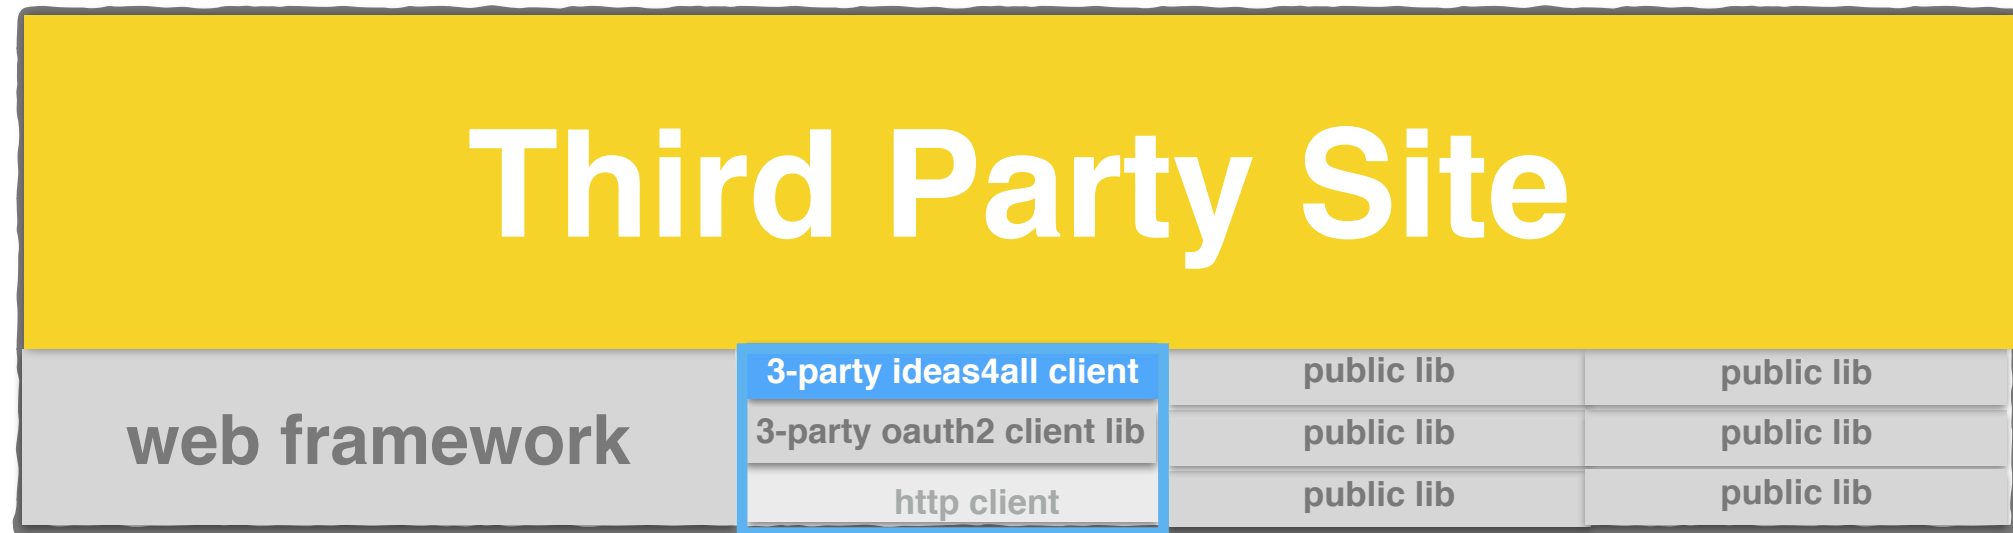 Third Party Site
web framework
3-party ideas4all client
3-party oauth2 client lib
http client
public lib
public lib
public lib
public lib
public lib
public lib